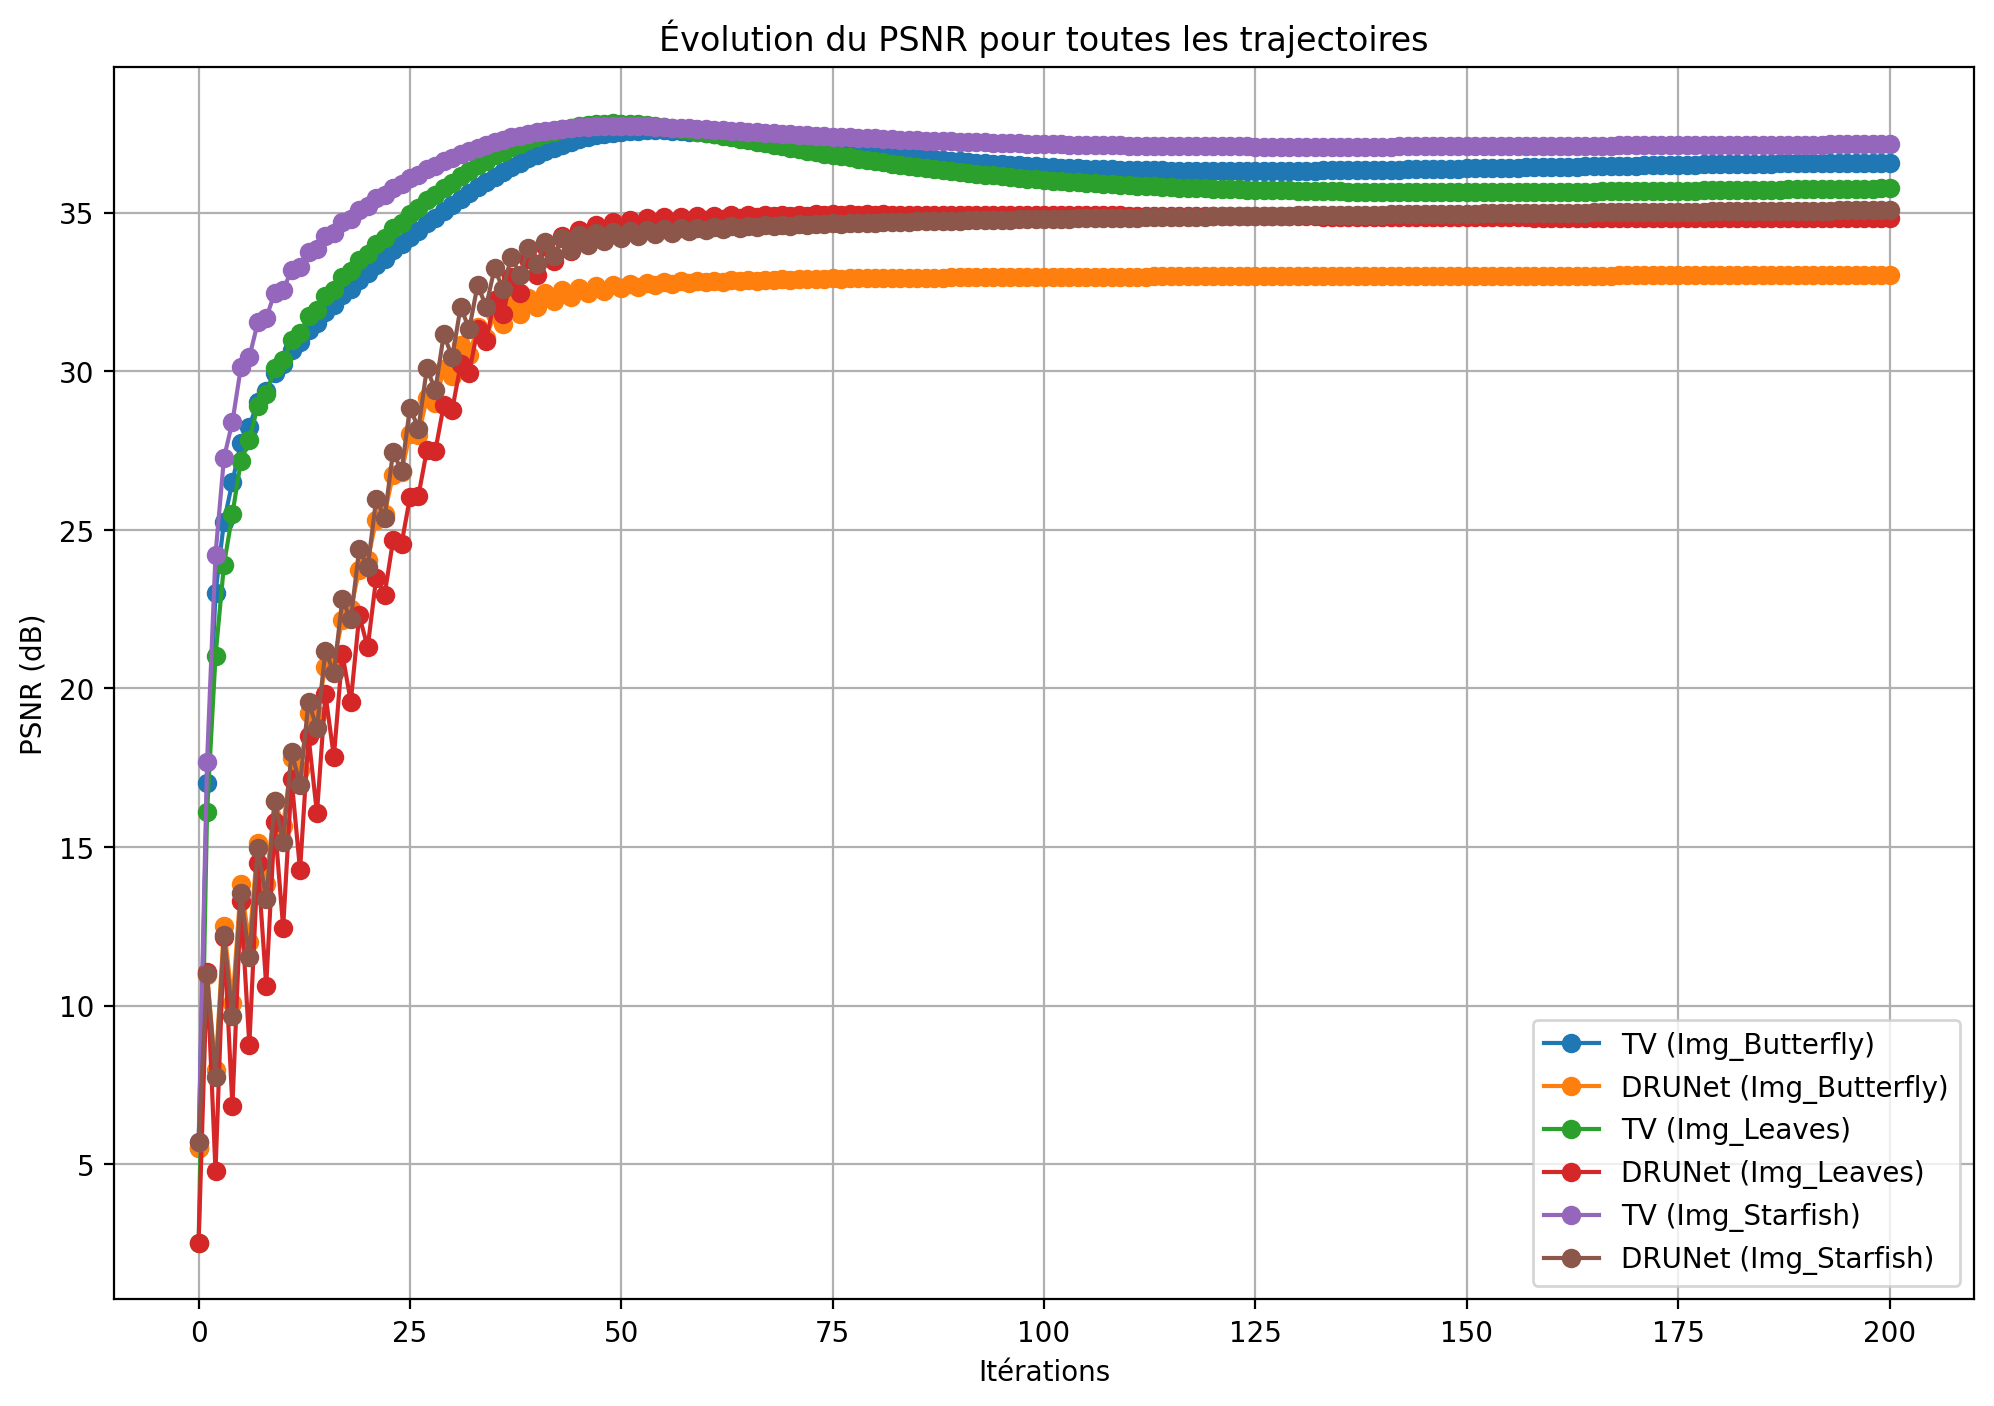 Évolution du PSNR pour toutes les trajectoires
PSNR (dB)
35
30
25
20
15
10
5
TV (Img_Butterfly)
DRUNet (Img_Butterfly)
TV (Img_Leaves)
DRUNet (Img_Leaves)
TV (Img_Starfish)
DRUNet (Img_Starfish)
0 25 50 75 100 125 150 175 200
Itérations